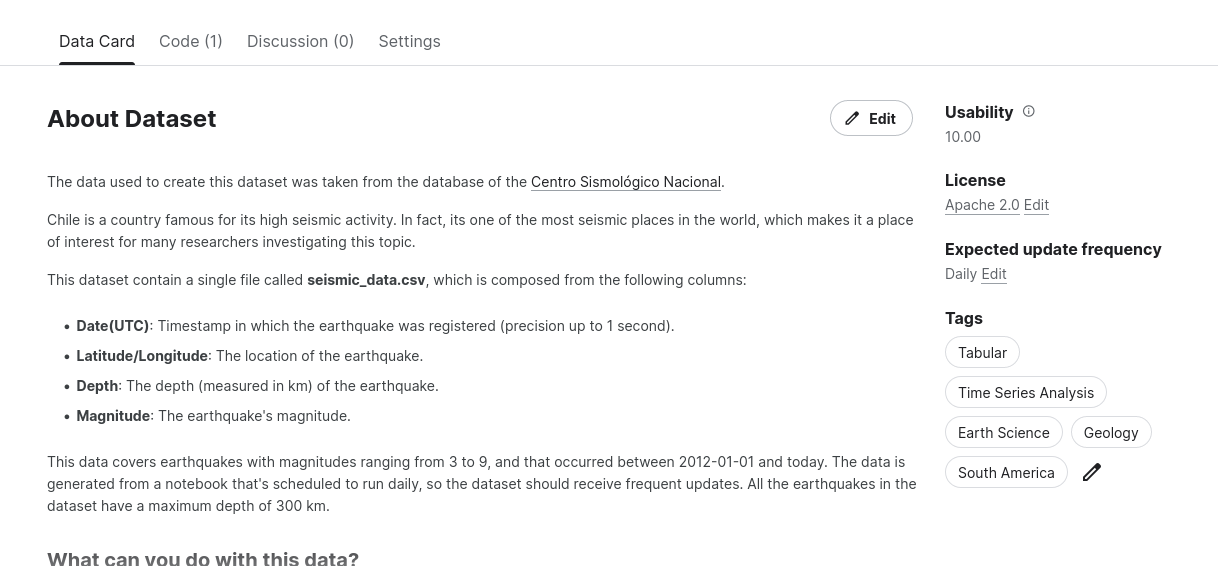 Data Card Code (1) Discussion (0) Settings
About Dataset
Edit
The data used to create this dataset was taken from the database of the Centro Sismológico Nacional.
Chile is a country famous for its high seismic activity. In fact, its one of the most seismic places in the world, which makes it a place
of interest for many researchers investigating this topic.
This dataset contain a single file called seismic_data.csv, which is composed from the following columns:
• Date(UTC): Timestamp in which the earthquake was registered (precision up to 1 second).
• Latitude/Longitude: The location of the earthquake.
• Depth: The depth (measured in km) of the earthquake.
• Magnitude: The earthquake's magnitude.
This data covers earthquakes with magnitudes ranging from 3 to 9, and that occurred between 2012-01-01 and today. The data is
generated from a notebook that's scheduled to run daily, so the dataset should receive frequent updates. All the earthquakes in the
dataset have a maximum depth of 300 km.
What can you do with this data?
Usability
10.00
License
Apache 2.0 Edit
Expected update frequency
Daily Edit
Tags
Tabular
Time Series Analysis
Earth Science Geology
South America